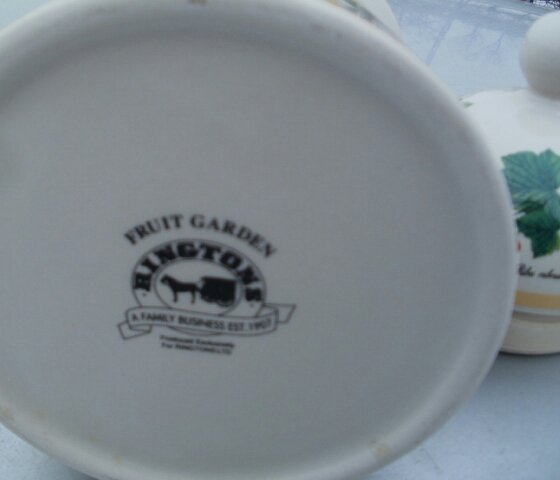 FRUIT GARDEN
RINGTONS
A FAMILY BUSINESS EST. 1907
Produced Exclusively
For RINGTONS LTD